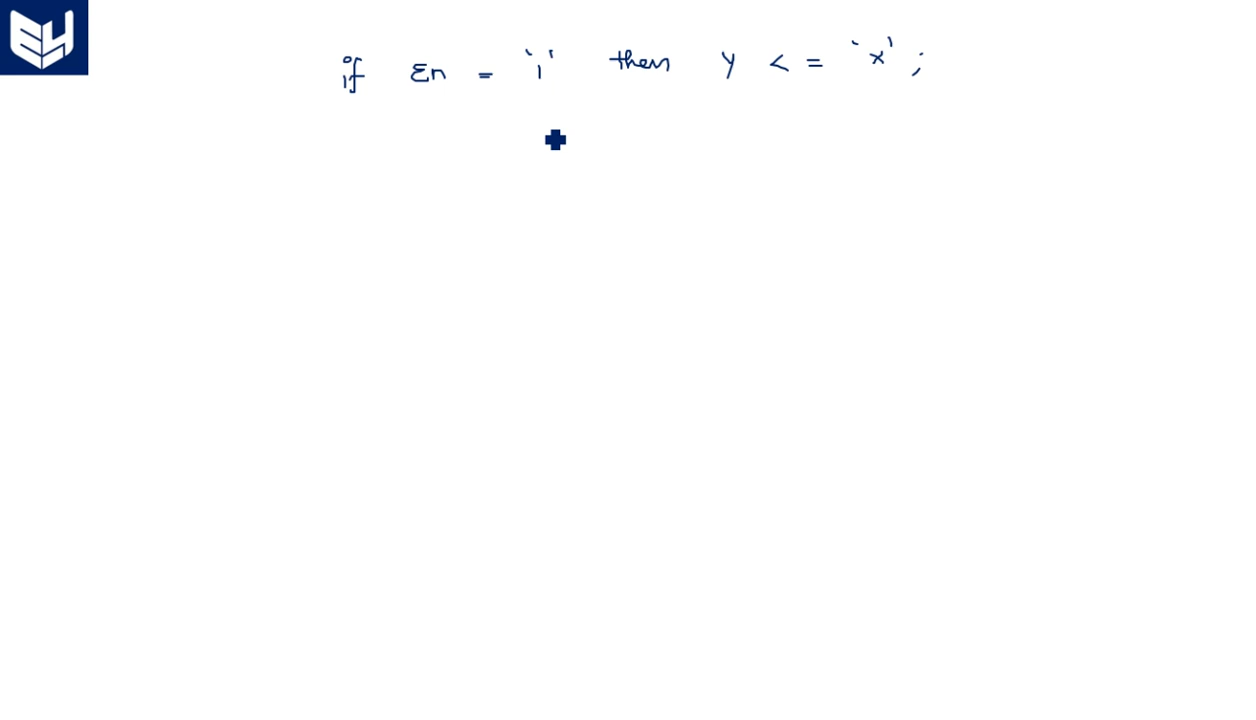 if En = '1' then Y <= 'x';